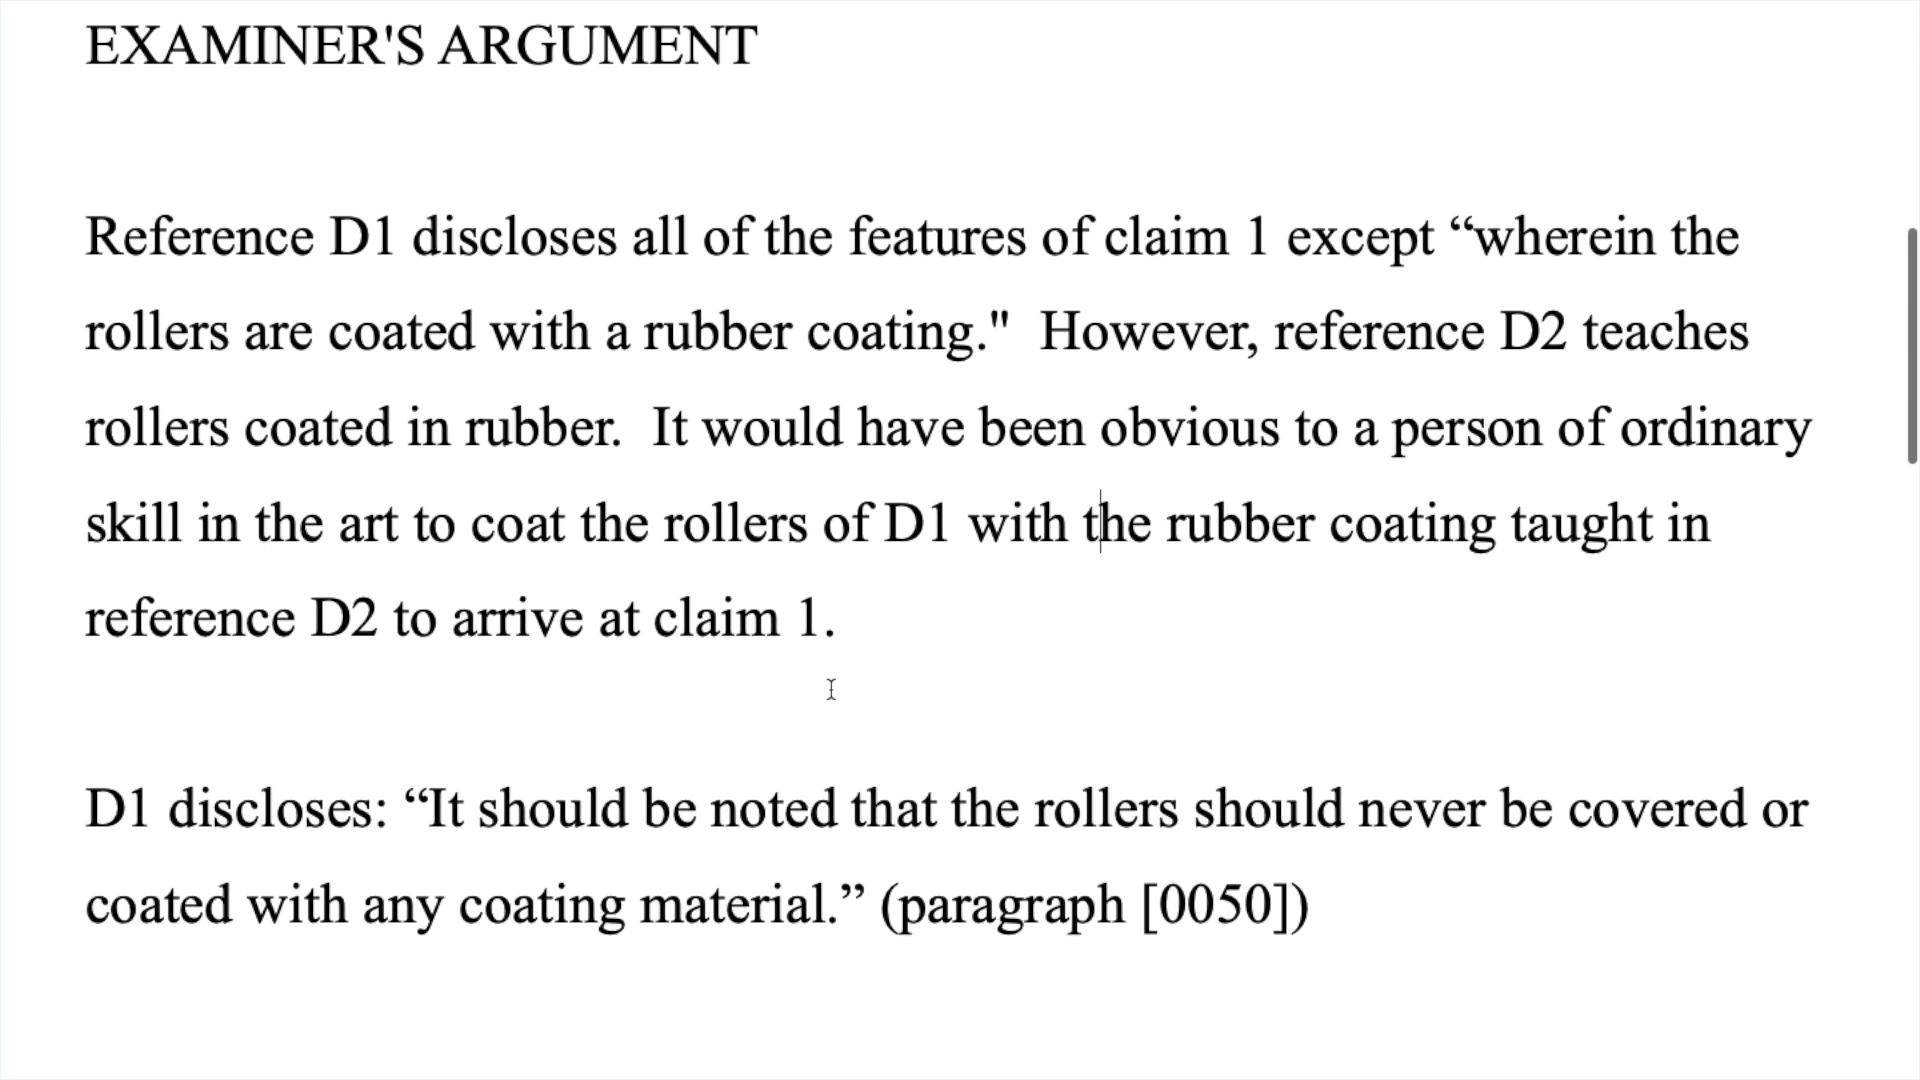 EXAMINER'S ARGUMENT
Reference D1 discloses all of the features of claim 1 except “wherein the
rollers are coated with a rubber coating."  However, reference D2 teaches
rollers coated in rubber.  It would have been obvious to a person of ordinary
skill in the art to coat the rollers of D1 with the rubber coating taught in
reference D2 to arrive at claim 1.
D1 discloses: “It should be noted that the rollers should never be covered or
coated with any coating material.” (paragraph [0050])